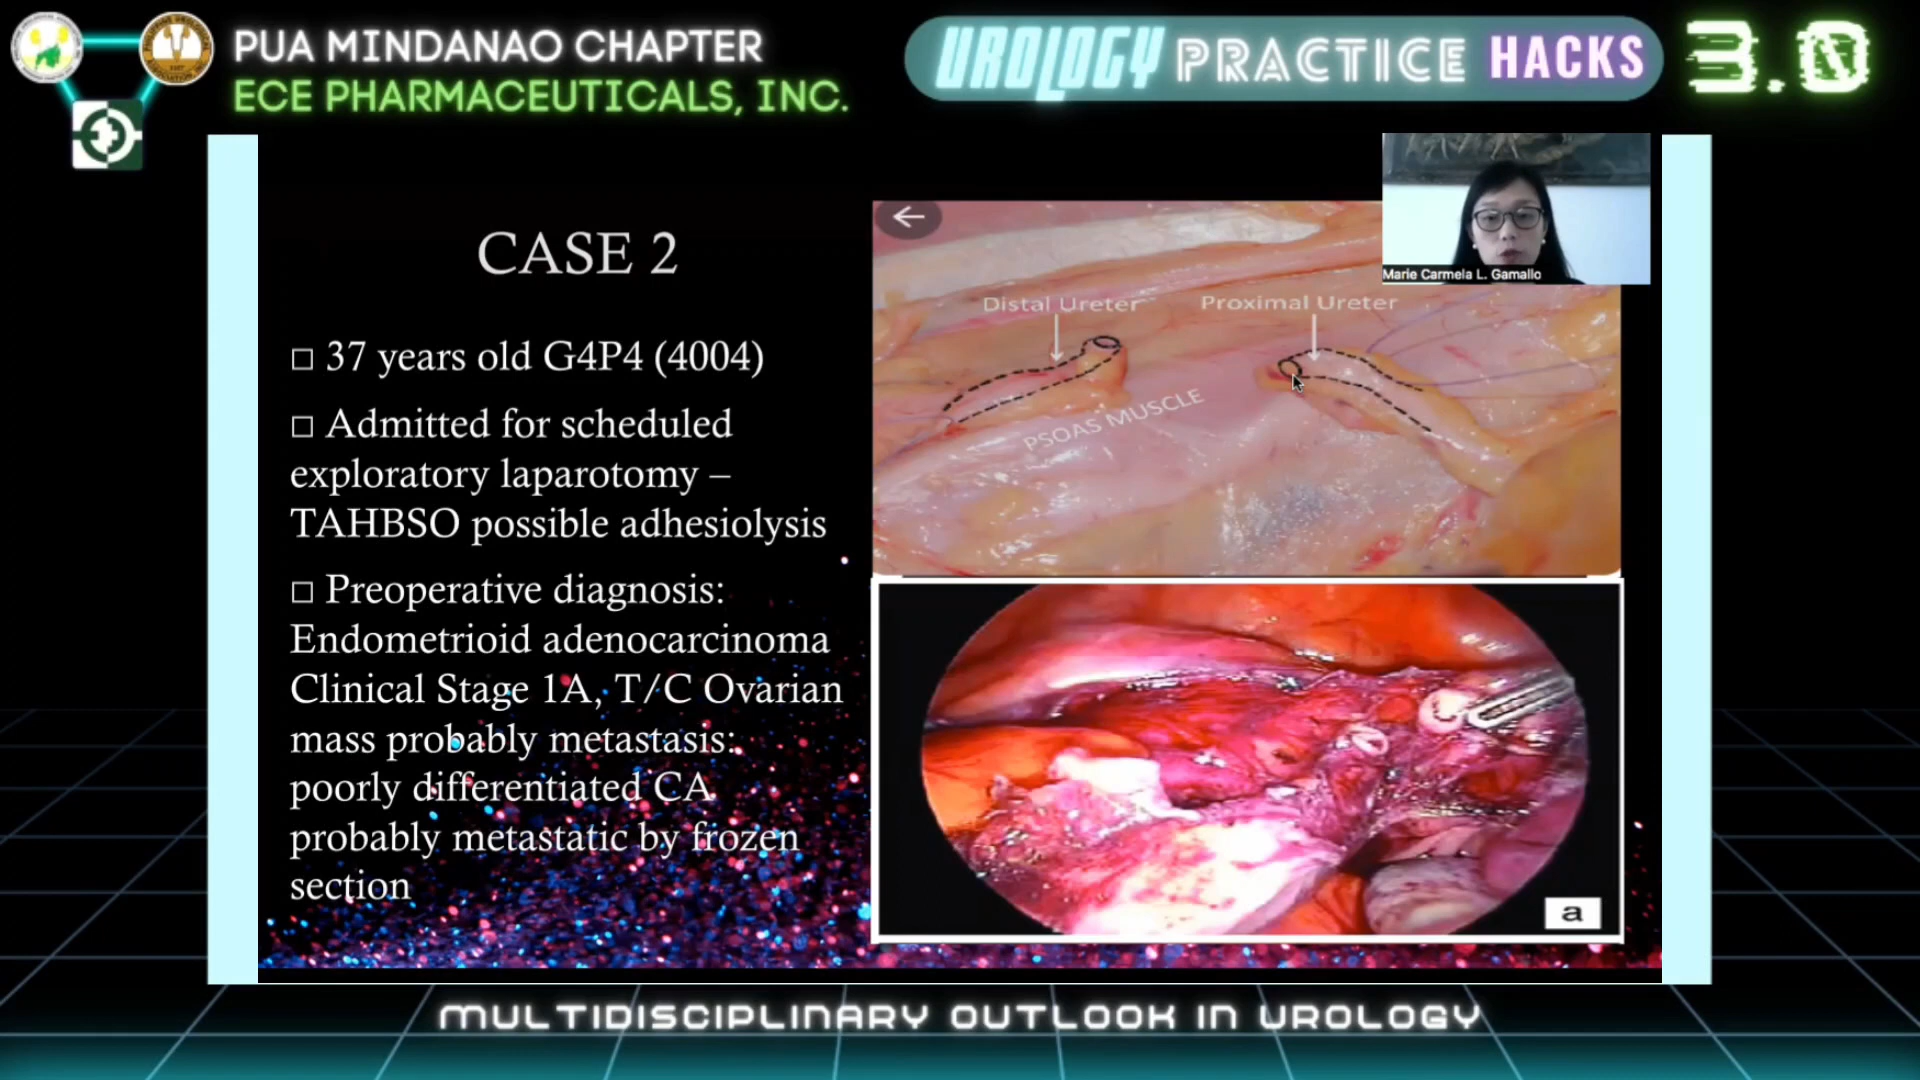 PUA MINDANAO CHAPTER
ECE PHARMACEUTICALS, INC.
UROLOGY PRACTICE HACKS 3.0
CASE 2
□ 37 years old G4P4 (4004)
□ Admitted for scheduled
exploratory laparotomy –
TAHBSO possible adhesiolysis
□ Preoperative diagnosis:
Endometrioid adenocarcinoma
Clinical Stage 1A, T/C Ovarian
mass probably metastasis:
poorly differentiated CA
probably metastatic by frozen
section
Marie Carmela L. Gamallo
Distal Ureter
Proximal Ureter
PSOAS MUSCLE
a
MULTIDISCIPLINARY OUTLOOK IN UROLOGY